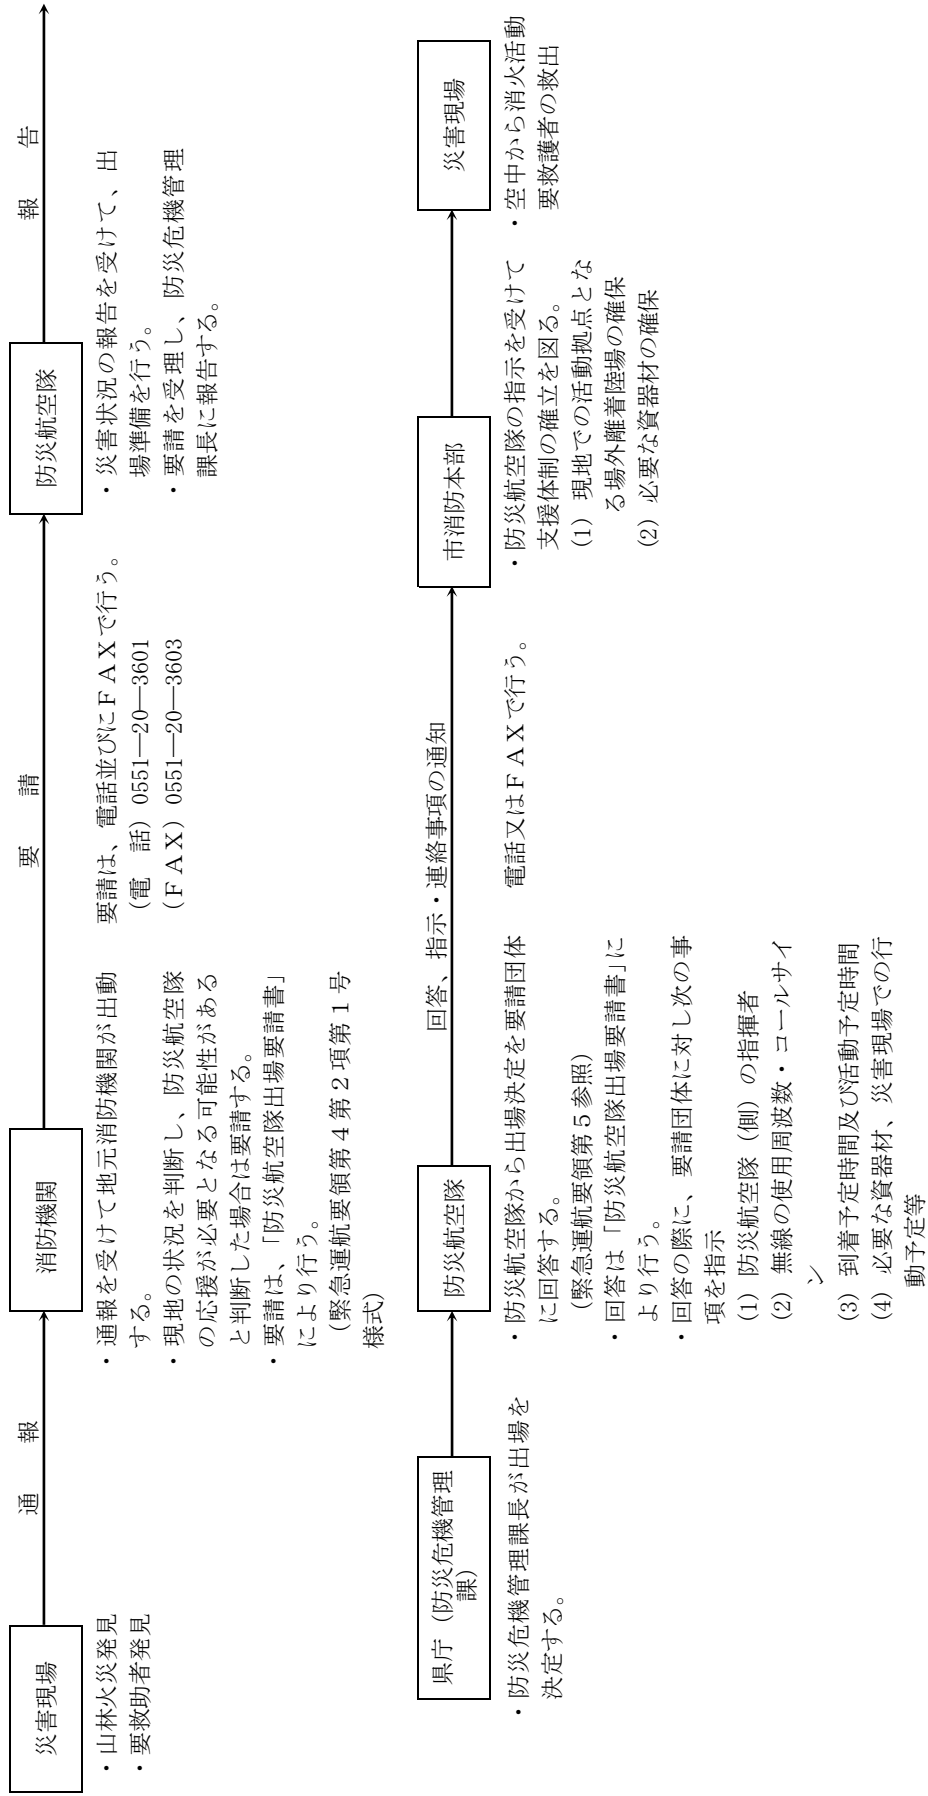 通　報
要　請
報　告
災害現場
消防機関
防災航空隊
・山林火災発見
・要救助者発見
・通報を受けて地元消防機関が出動
する。
・現地の状況を判断し、防災航空隊
の応援が必要となる可能性がある
と判断した場合は要請する。
・要請は、「防災航空隊出場要請書」
により行う。
（緊急運航要領第４第２項第１号
様式）
要請は、電話並びにＦＡＸで行う。
（電　話）0551―20―3601
（ＦＡＸ）0551―20―3603
・災害状況の報告を受けて、出
場準備を行う。
・要請を受理し、防災危機管理
課長に報告する。
回答、指示・連絡事項の通知
県庁（防災危機管理
課）
防災航空隊
市消防本部
災害現場
・防災危機管理課長が出場を
決定する。
・防災航空隊から出場決定を要請団体
に回答する。
（緊急運航要領第５参照）
・回答は「防災航空隊出場要請書」に
より行う。
・回答の際に、要請団体に対し次の事
項を指示
(1) 防災航空隊（側）の指揮者
(2) 無線の使用周波数・コールサイ
ン
(3) 到着予定時間及び活動予定時間
(4) 必要な資器材、災害現場での行
動予定等
電話又はＦＡＸで行う。
・防災航空隊の指示を受けて
支援体制の確立を図る。
(1) 現地での活動拠点とな
る場外離着陸場の確保
(2) 必要な資器材の確保
・空中から消火活動
要救護者の救出